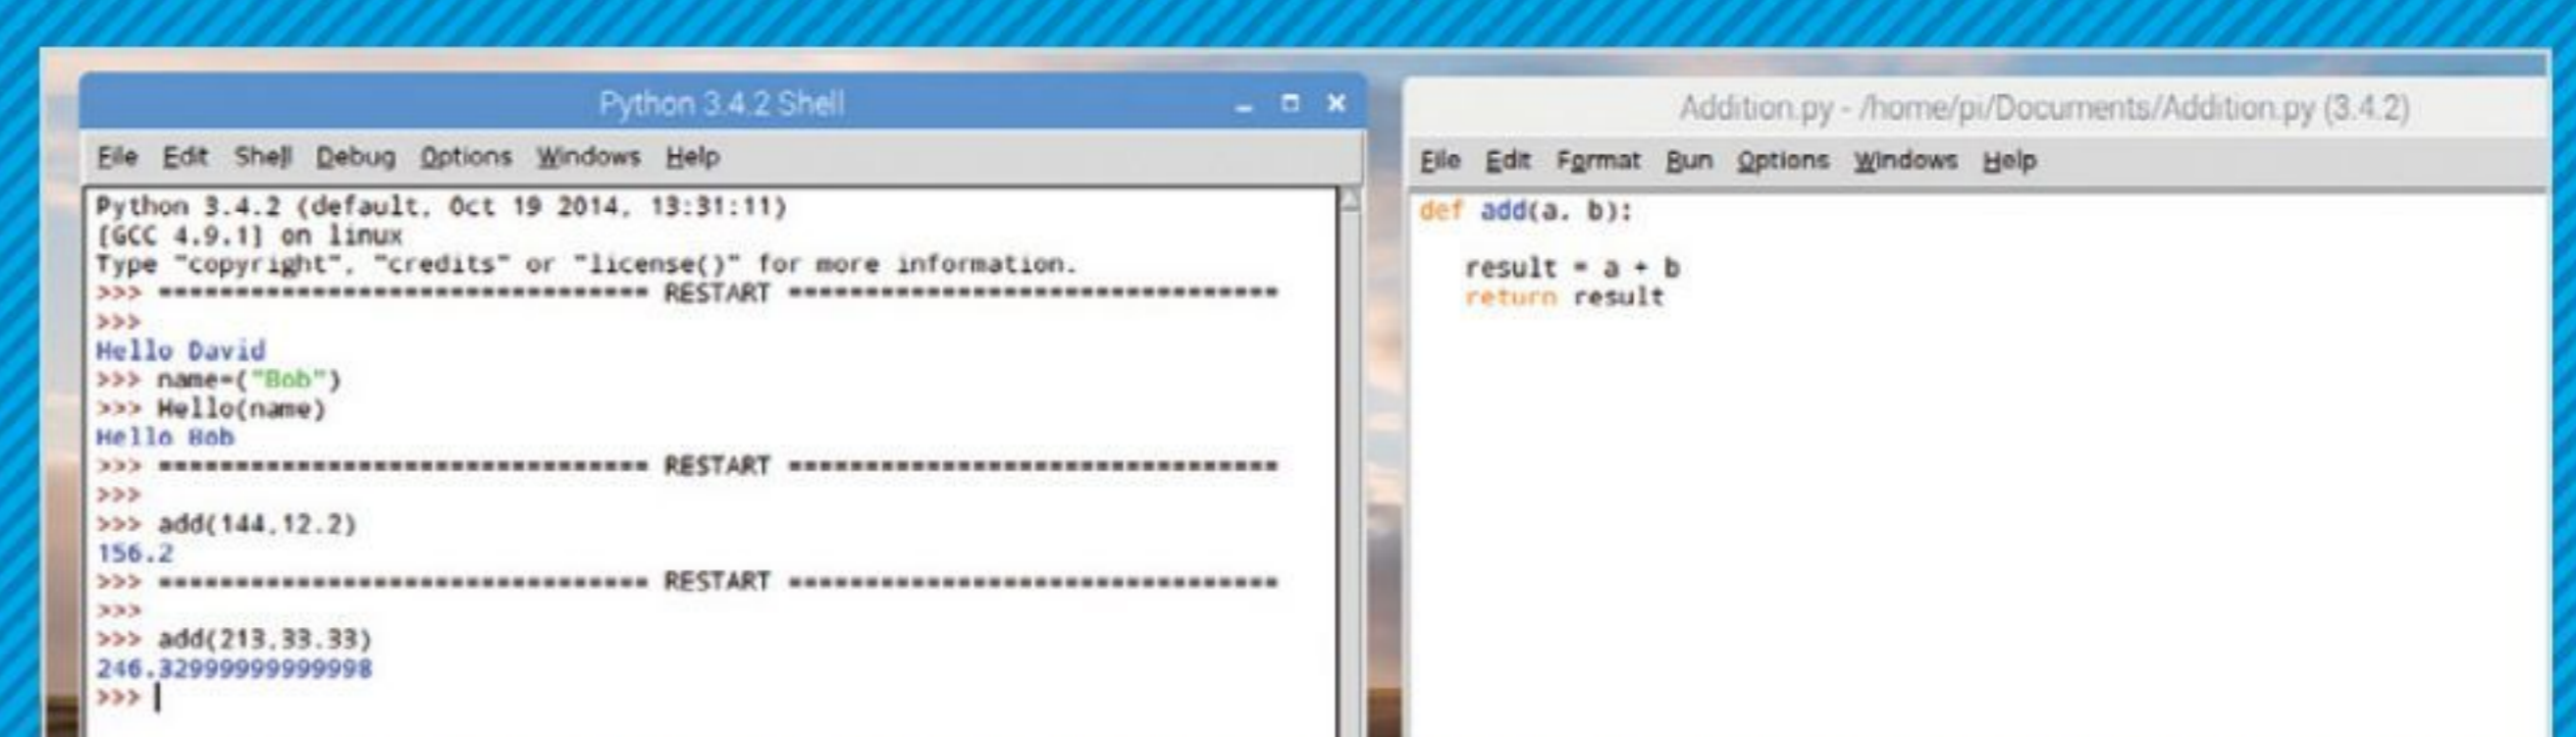 Python 3.4.2 Shell
File Edit Shell Debug Options Windows Help
Python 3.4.2 (default, Oct 19 2014, 13:31:11)
[GCC 4.9.1] on linux
Type "copyright", "credits" or "license()" for more information.
>>> ================================ RESTART ================================
>>>
Hello David
>>> name=("Bob")
>>> Hello(name)
Hello Bob
>>> ================================ RESTART ================================
>>>
>>> add(144,12.2)
156.2
>>> ================================ RESTART ================================
>>>
>>> add(213,33.33)
246.32999999999998
>>>
Addition.py - /home/pi/Documents/Addition.py (3.4.2)
File Edit Format Run Options Windows Help
def add(a, b):
result = a + b
return result